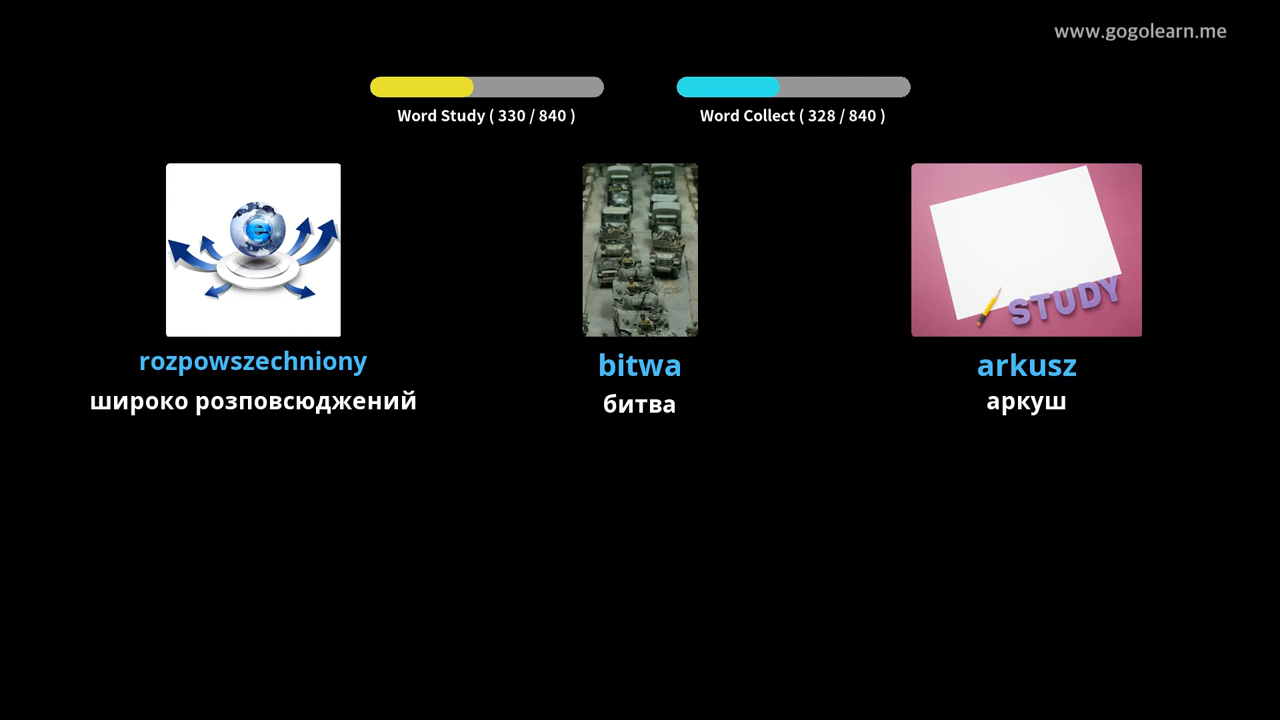 www.gogolearn.me
Word Study ( 330 / 840 )
Word Collect ( 328 / 840 )
e
STUDY
rozpowszechniony
bitwa
arkusz
широко розповсюджений
битва
аркуш